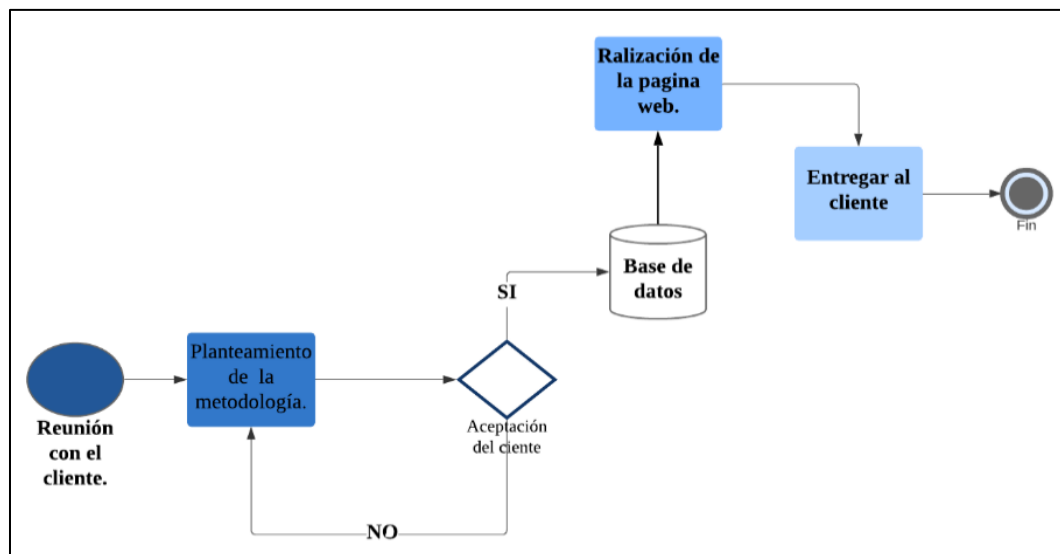 Reunión
con el
cliente.
Planteamiento
de la
metodología.
Aceptación
del ciente
NO
SI
Base de
datos
Ralización de
la pagina
web.
Entregar al
cliente
Fin